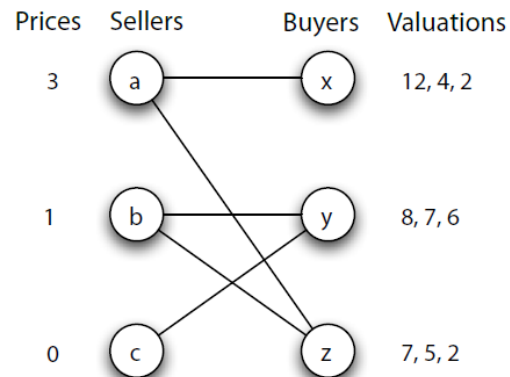 Prices Sellers Buyers Valuations
3 a x 12, 4, 2
1 b y 8, 7, 6
0 c z 7, 5, 2